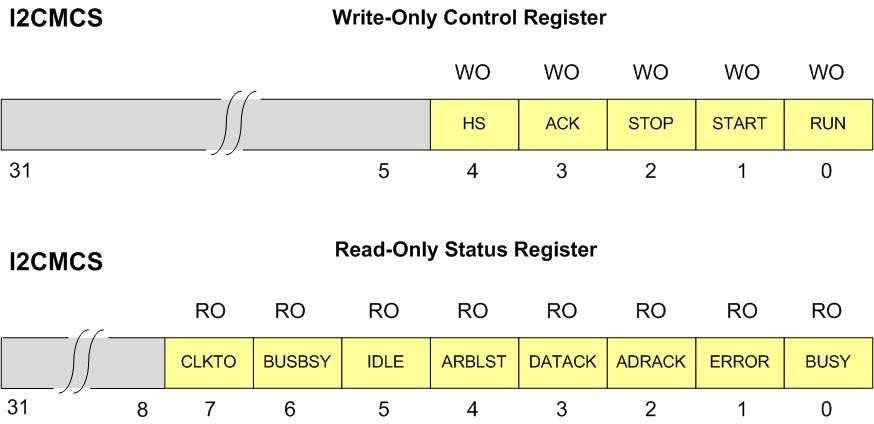 I2CMCS Write-Only Control Register
WO WO WO WO WO
HS ACK STOP START RUN
31 5 4 3 2 1 0
Read-Only Status Register
I2CMCS
RO RO RO RO RO RO RO RO
CLKTO BUSBSY IDLE ARBLST DATACK ADRACK ERROR BUSY
31 8 7 6 5 4 3 2 1 0